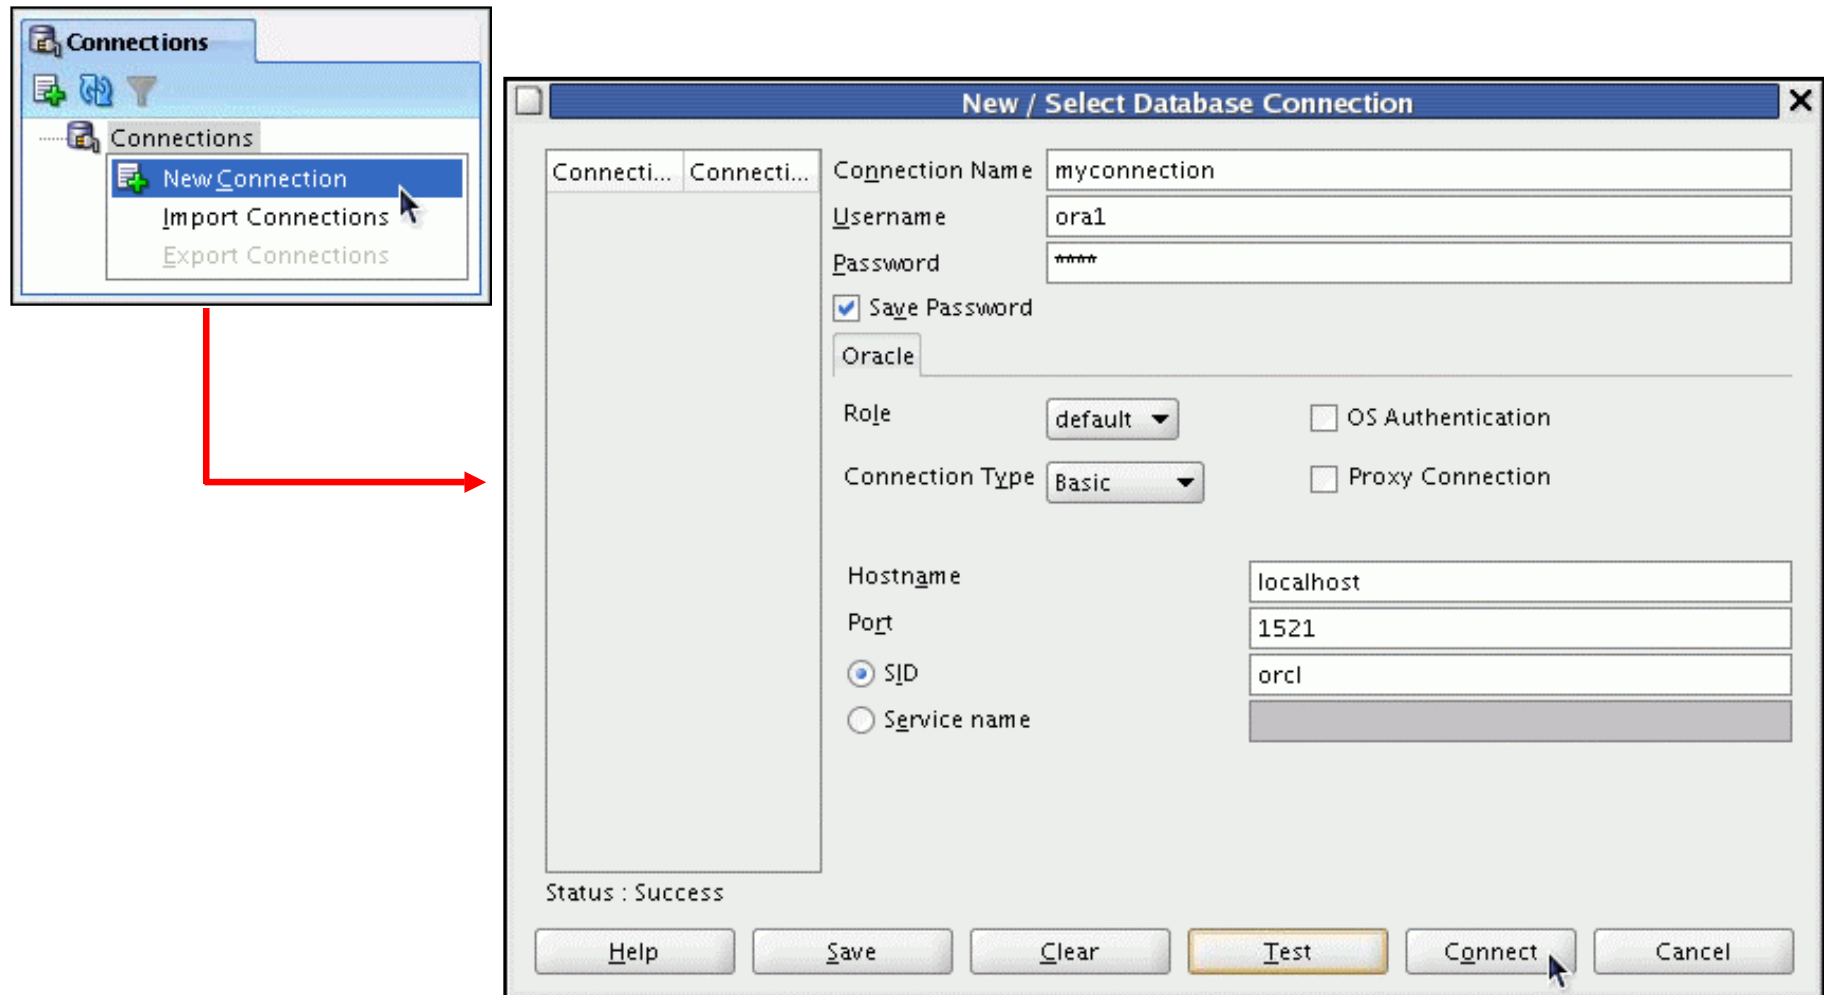 Connections
Connections
New Connection
Import Connections
Export Connections
New / Select Database Connection
Connecti... Connecti...
Connection Name myconnection
Username ora1
Password ****
Save Password
Oracle
Role default OS Authentication
Connection Type Basic Proxy Connection
Hostname localhost
Port 1521
SID orcl
Service name
Status : Success
Help Save Clear Test Connect Cancel